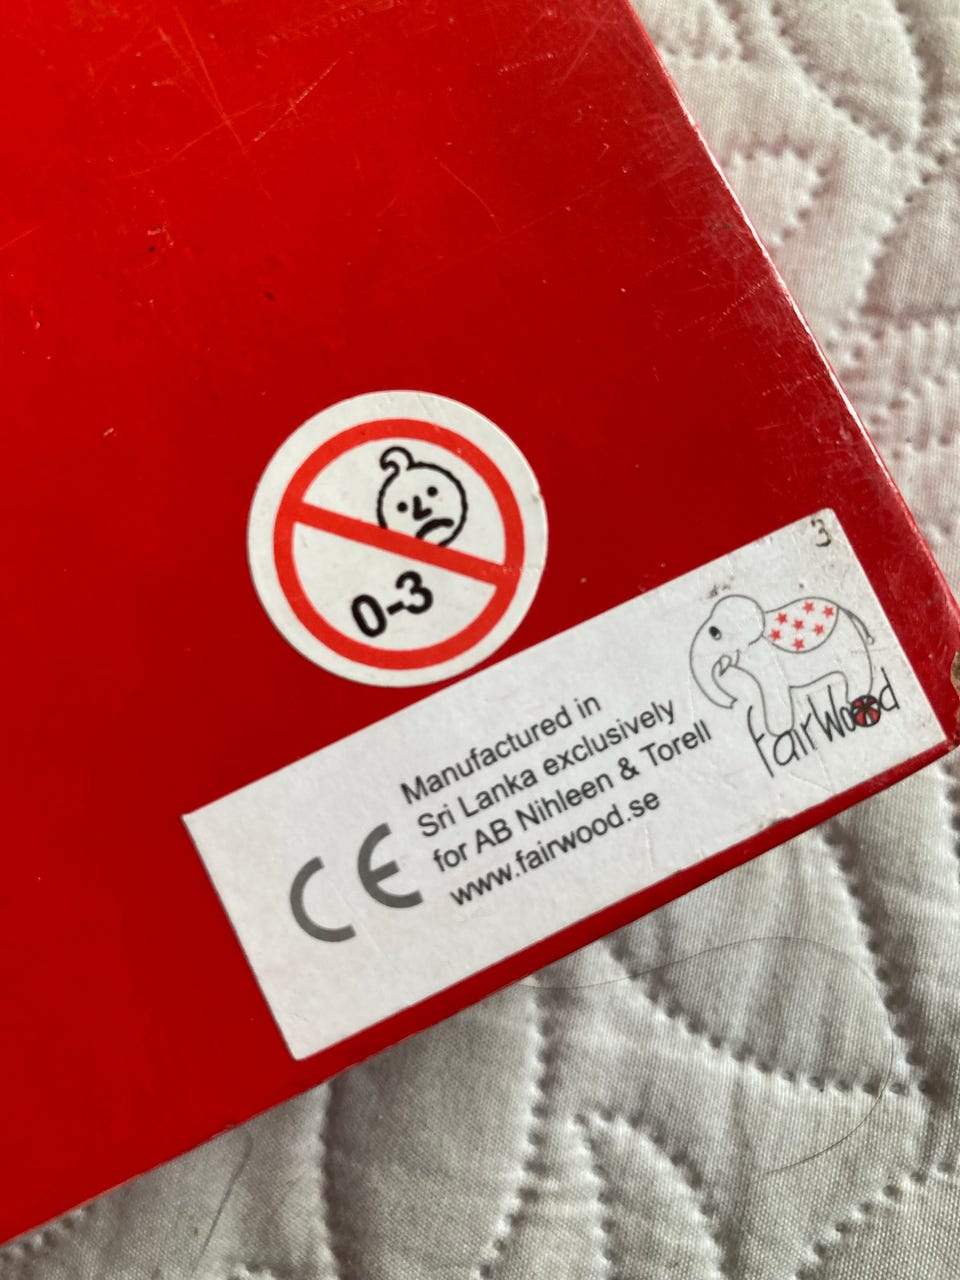 0-3
3
Manufactured in
Sri Lanka exclusively
for AB Nihleen & Torell
www.fairwood.se
CE
fairWood